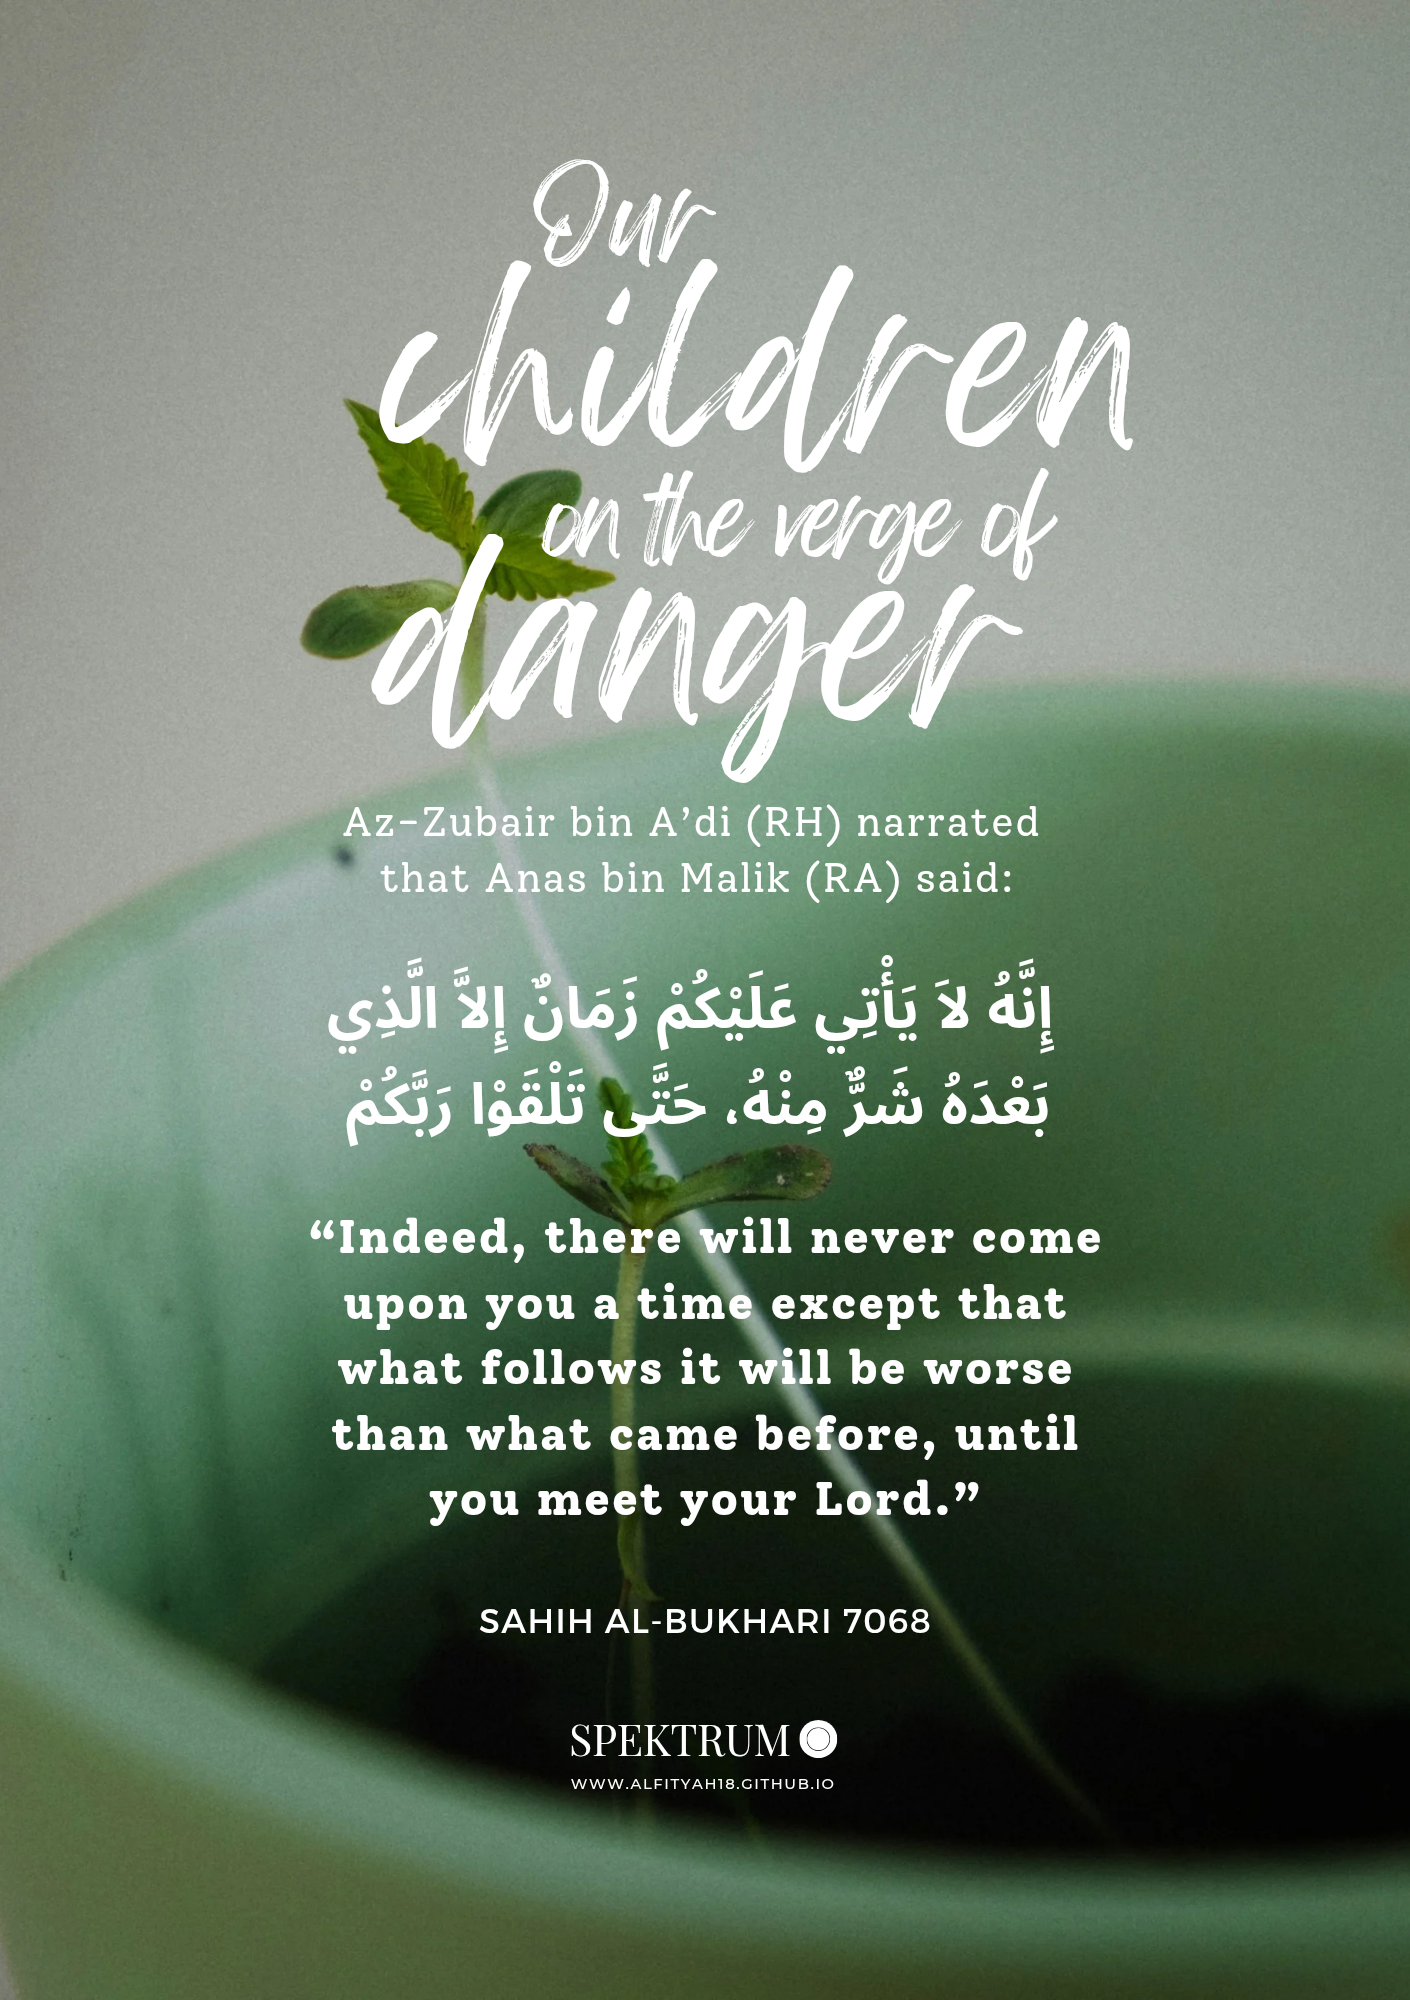 Our
children
on the verge of
danger
Az-Zubair bin A’di (RH) narrated
that Anas bin Malik (RA) said:
إِنَّهُ لاَ يَأْتِي عَلَيْكُمْ زَمَانٌ إِلاَّ الَّذِي
بَعْدَهُ شَرٌّ مِنْهُ، حَتَّى تَلْقَوْا رَبَّكُمْ
“Indeed, there will never come
upon you a time except that
what follows it will be worse
than what came before, until
you meet your Lord.”
SAHIH AL-BUKHARI 7068
SPEKTRUM
WWW.ALFITYAH18.GITHUB.IO